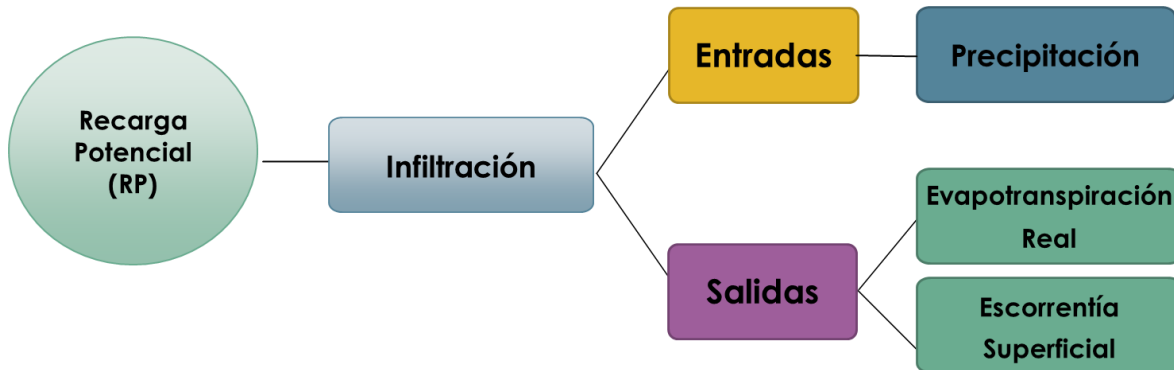 Recarga
Potencial
(RP)
Infiltración
Entradas
Precipitación
Salidas
Evapotranspiración
Real
Escorrentía
Superficial